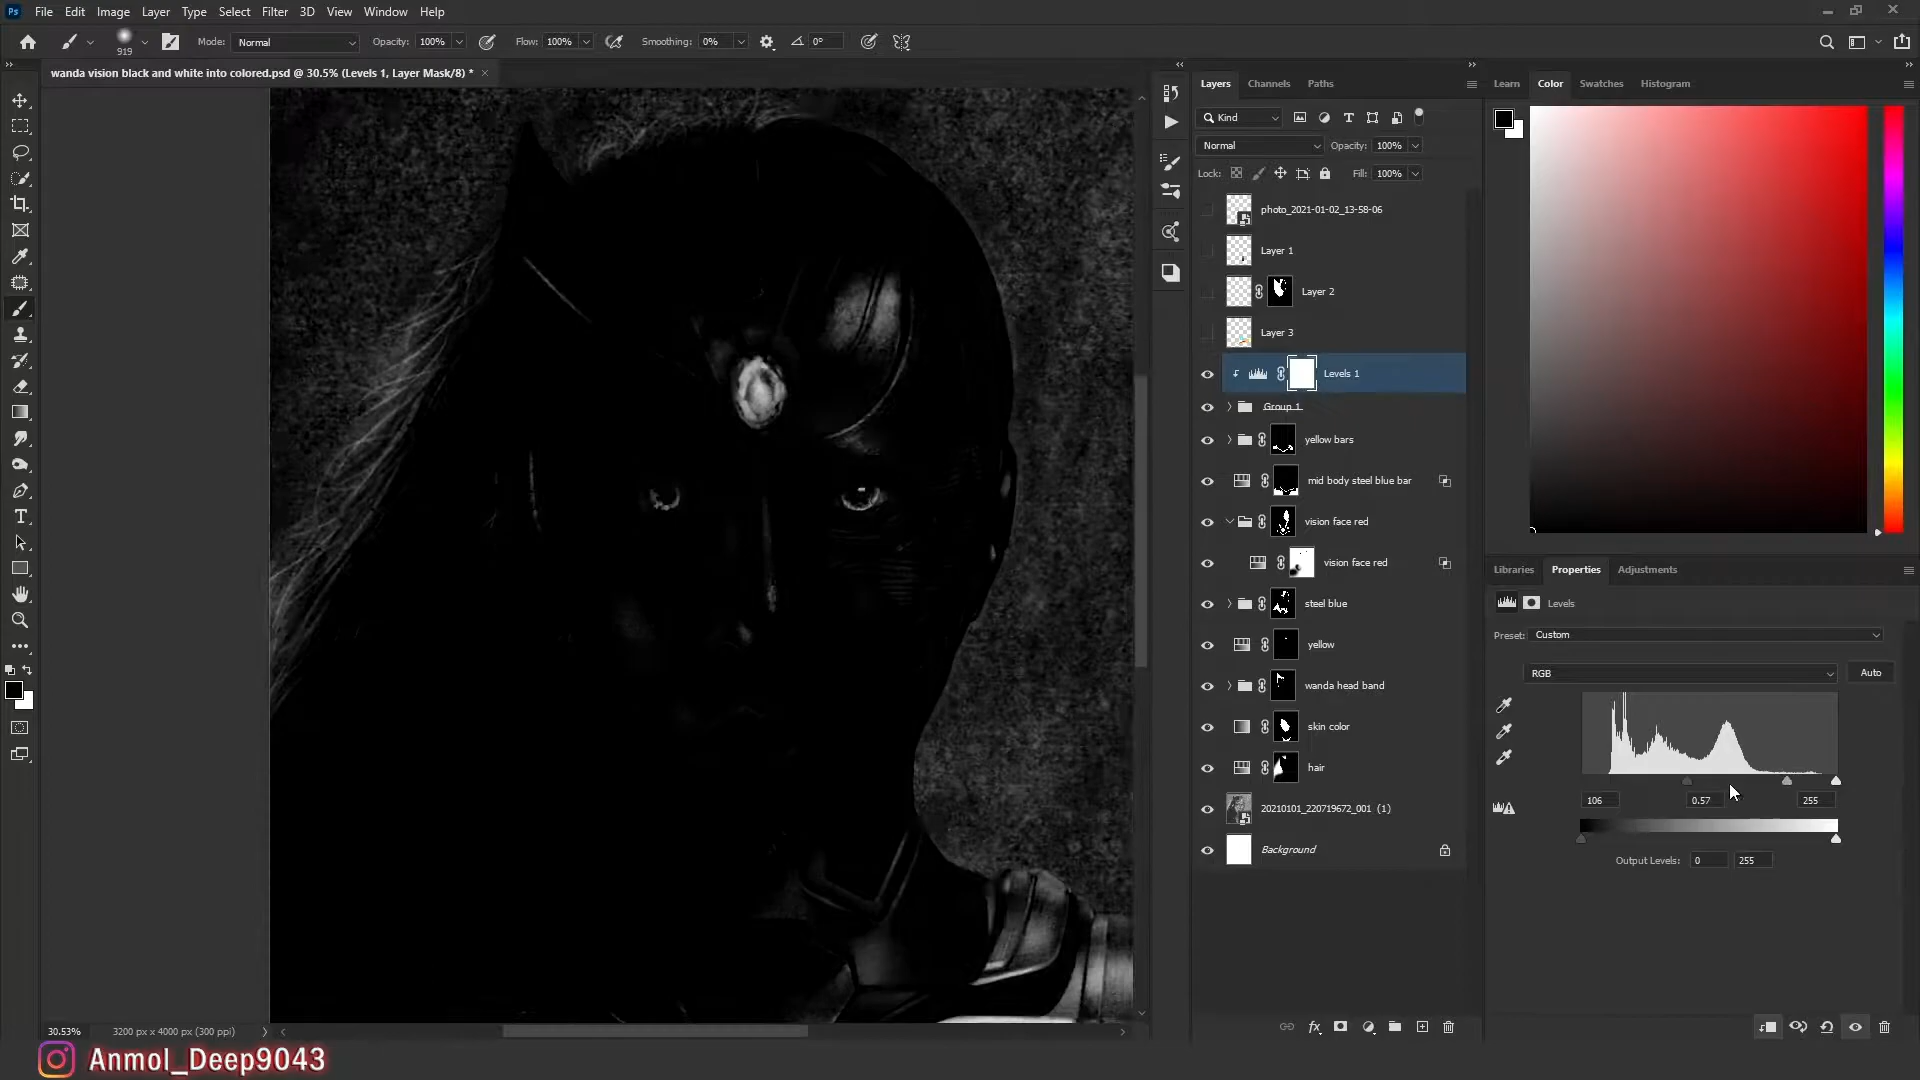 Ps File Edit Image Layer Type Select Filter 3D View Window Help
919 Mode: Normal Opacity: 100% Flow: 100% Smoothing: 0% 0°
wanda vision black and white into colored.psd @ 30.5% (Levels 1, Layer Mask/8) *
Layers Channels Paths
Kind
Normal Opacity: 100%
Lock: Fill: 100%
photo_2021-01-02_13-58-06
Layer 1
Layer 2
Layer 3
Levels 1
Group 1
yellow bars
mid body steel blue bar
vision face red
vision face red
steel blue
yellow
wanda head band
skin color
hair
20210101_220719672_001 (1)
Background
fx
Learn Color Swatches Histogram
Libraries Properties Adjustments
Levels
Preset: Custom
RGB Auto
106 0.57 255
Output Levels: 0 255
30.53% 3200 px x 4000 px (300 ppi)
Anmol_Deep9043